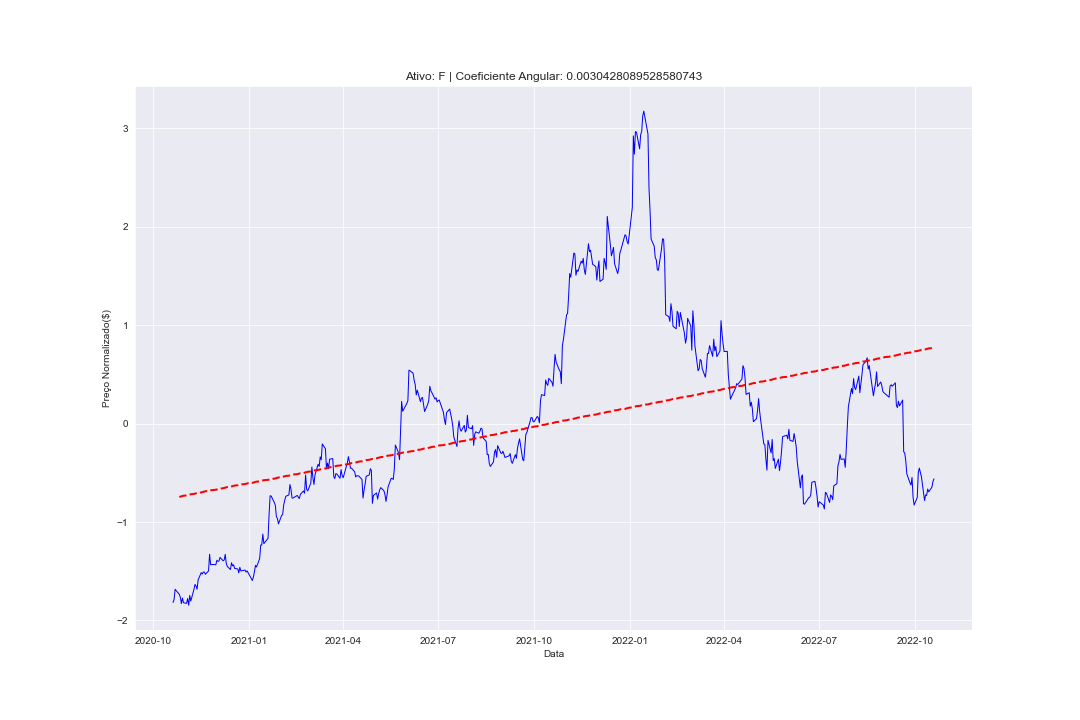 Ativo: F | Coeficiente Angular: 0.0030428089528580743
Preço Normalizado($)
3
2
1
0
−1
−2
2020-10 2021-01 2021-04 2021-07 2021-10 2022-01 2022-04 2022-07 2022-10
Data